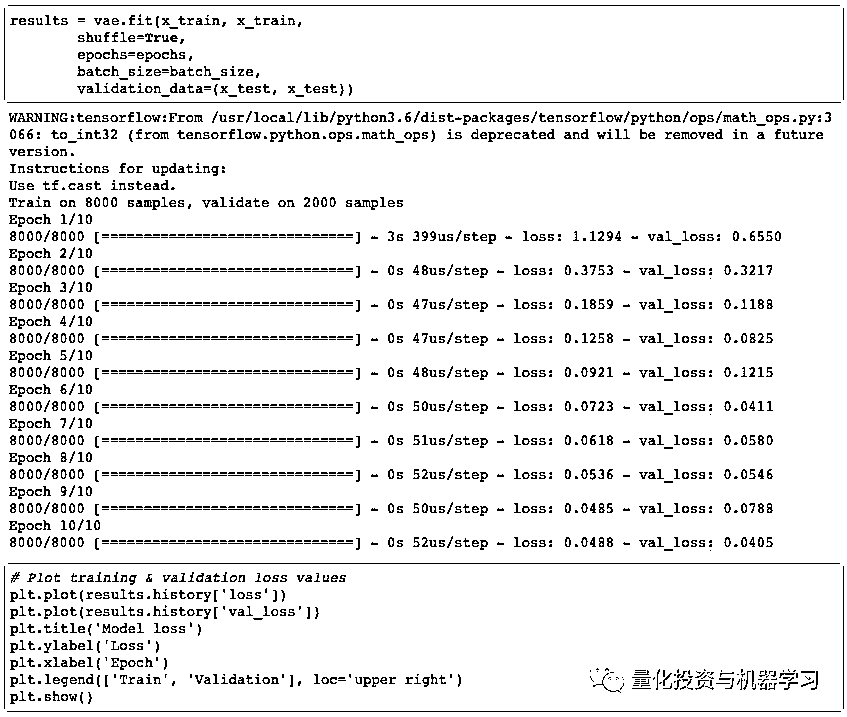 results = vae.fit(x_train, x_train,
        shuffle=True,
        epochs=epochs,
        batch_size=batch_size,
        validation_data=(x_test, x_test))
WARNING:tensorflow:From /usr/local/lib/python3.6/dist-packages/tensorflow/python/ops/math_ops.py:3
066: to_int32 (from tensorflow.python.ops.math_ops) is deprecated and will be removed in a future
version.
Instructions for updating:
Use tf.cast instead.
Train on 8000 samples, validate on 2000 samples
Epoch 1/10
8000/8000 [==============================] - 3s 399us/step - loss: 1.1294 - val_loss: 0.6550
Epoch 2/10
8000/8000 [==============================] - 0s 48us/step - loss: 0.3753 - val_loss: 0.3217
Epoch 3/10
8000/8000 [==============================] - 0s 47us/step - loss: 0.1859 - val_loss: 0.1188
Epoch 4/10
8000/8000 [==============================] - 0s 47us/step - loss: 0.1258 - val_loss: 0.0825
Epoch 5/10
8000/8000 [==============================] - 0s 48us/step - loss: 0.0921 - val_loss: 0.1215
Epoch 6/10
8000/8000 [==============================] - 0s 50us/step - loss: 0.0723 - val_loss: 0.0411
Epoch 7/10
8000/8000 [==============================] - 0s 51us/step - loss: 0.0618 - val_loss: 0.0580
Epoch 8/10
8000/8000 [==============================] - 0s 52us/step - loss: 0.0536 - val_loss: 0.0546
Epoch 9/10
8000/8000 [==============================] - 0s 50us/step - loss: 0.0485 - val_loss: 0.0788
Epoch 10/10
8000/8000 [==============================] - 0s 52us/step - loss: 0.0488 - val_loss: 0.0405
# Plot training & validation loss values
plt.plot(results.history['loss'])
plt.plot(results.history['val_loss'])
plt.title('Model loss')
plt.ylabel('Loss')
plt.xlabel('Epoch')
plt.legend(['Train', 'Validation'], loc='upper right')
plt.show()
量化投资与机器学习